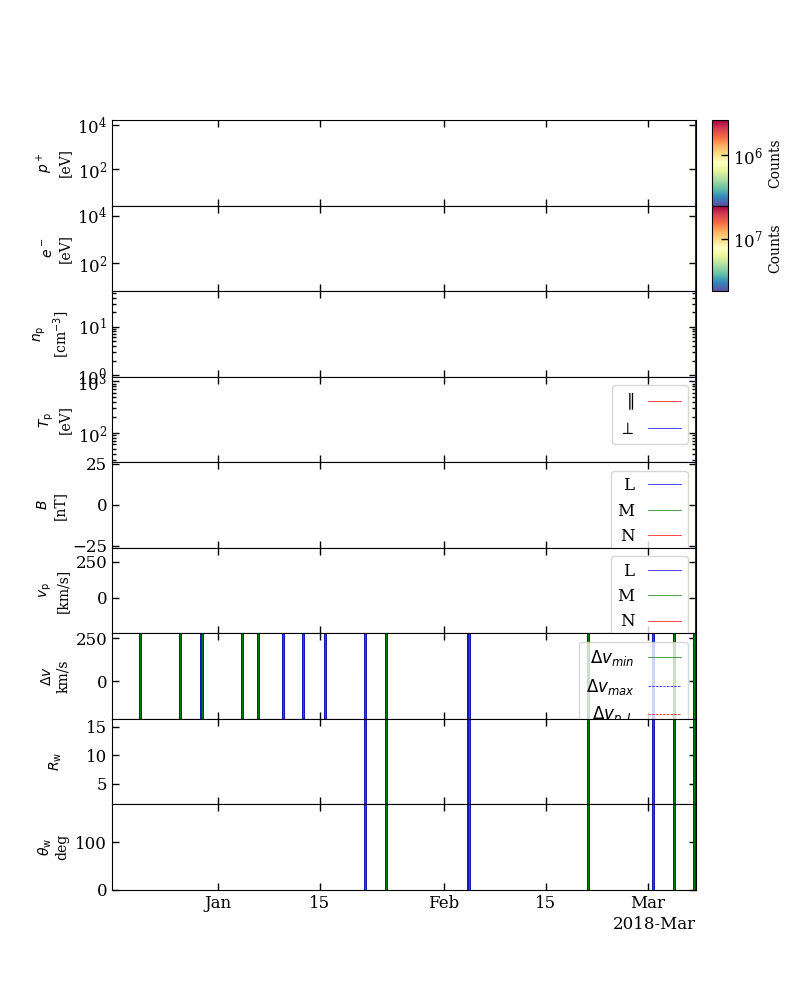 10^4
10^2
p^+
[eV]
10^6
Counts
10^4
10^2
e^-
[eV]
10^7
Counts
10^1
10^0
n_p
[cm^-3]
10^3
10^2
T_p
[eV]
∥
⊥
25
0
−25
B
[nT]
L
M
N
250
0
v_p
[km/s]
L
M
N
250
0
Δv
km/s
Δv_min
Δv_max
Δv_p,L
15
10
5
R_w
100
0
θ_w
deg
Jan 15 Feb 15 Mar
2018-Mar